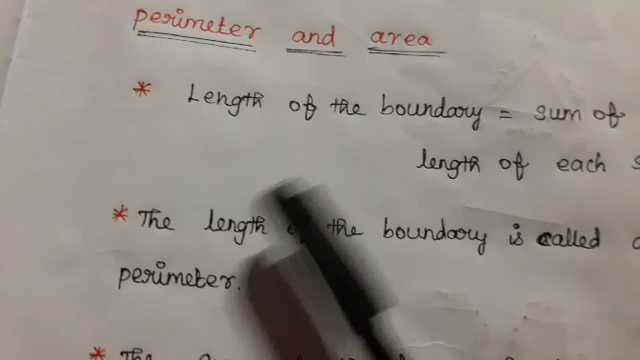 perimeter and area
* Length of the boundary = sum of
length of each
* The length the boundary is called
perimeter.
* The